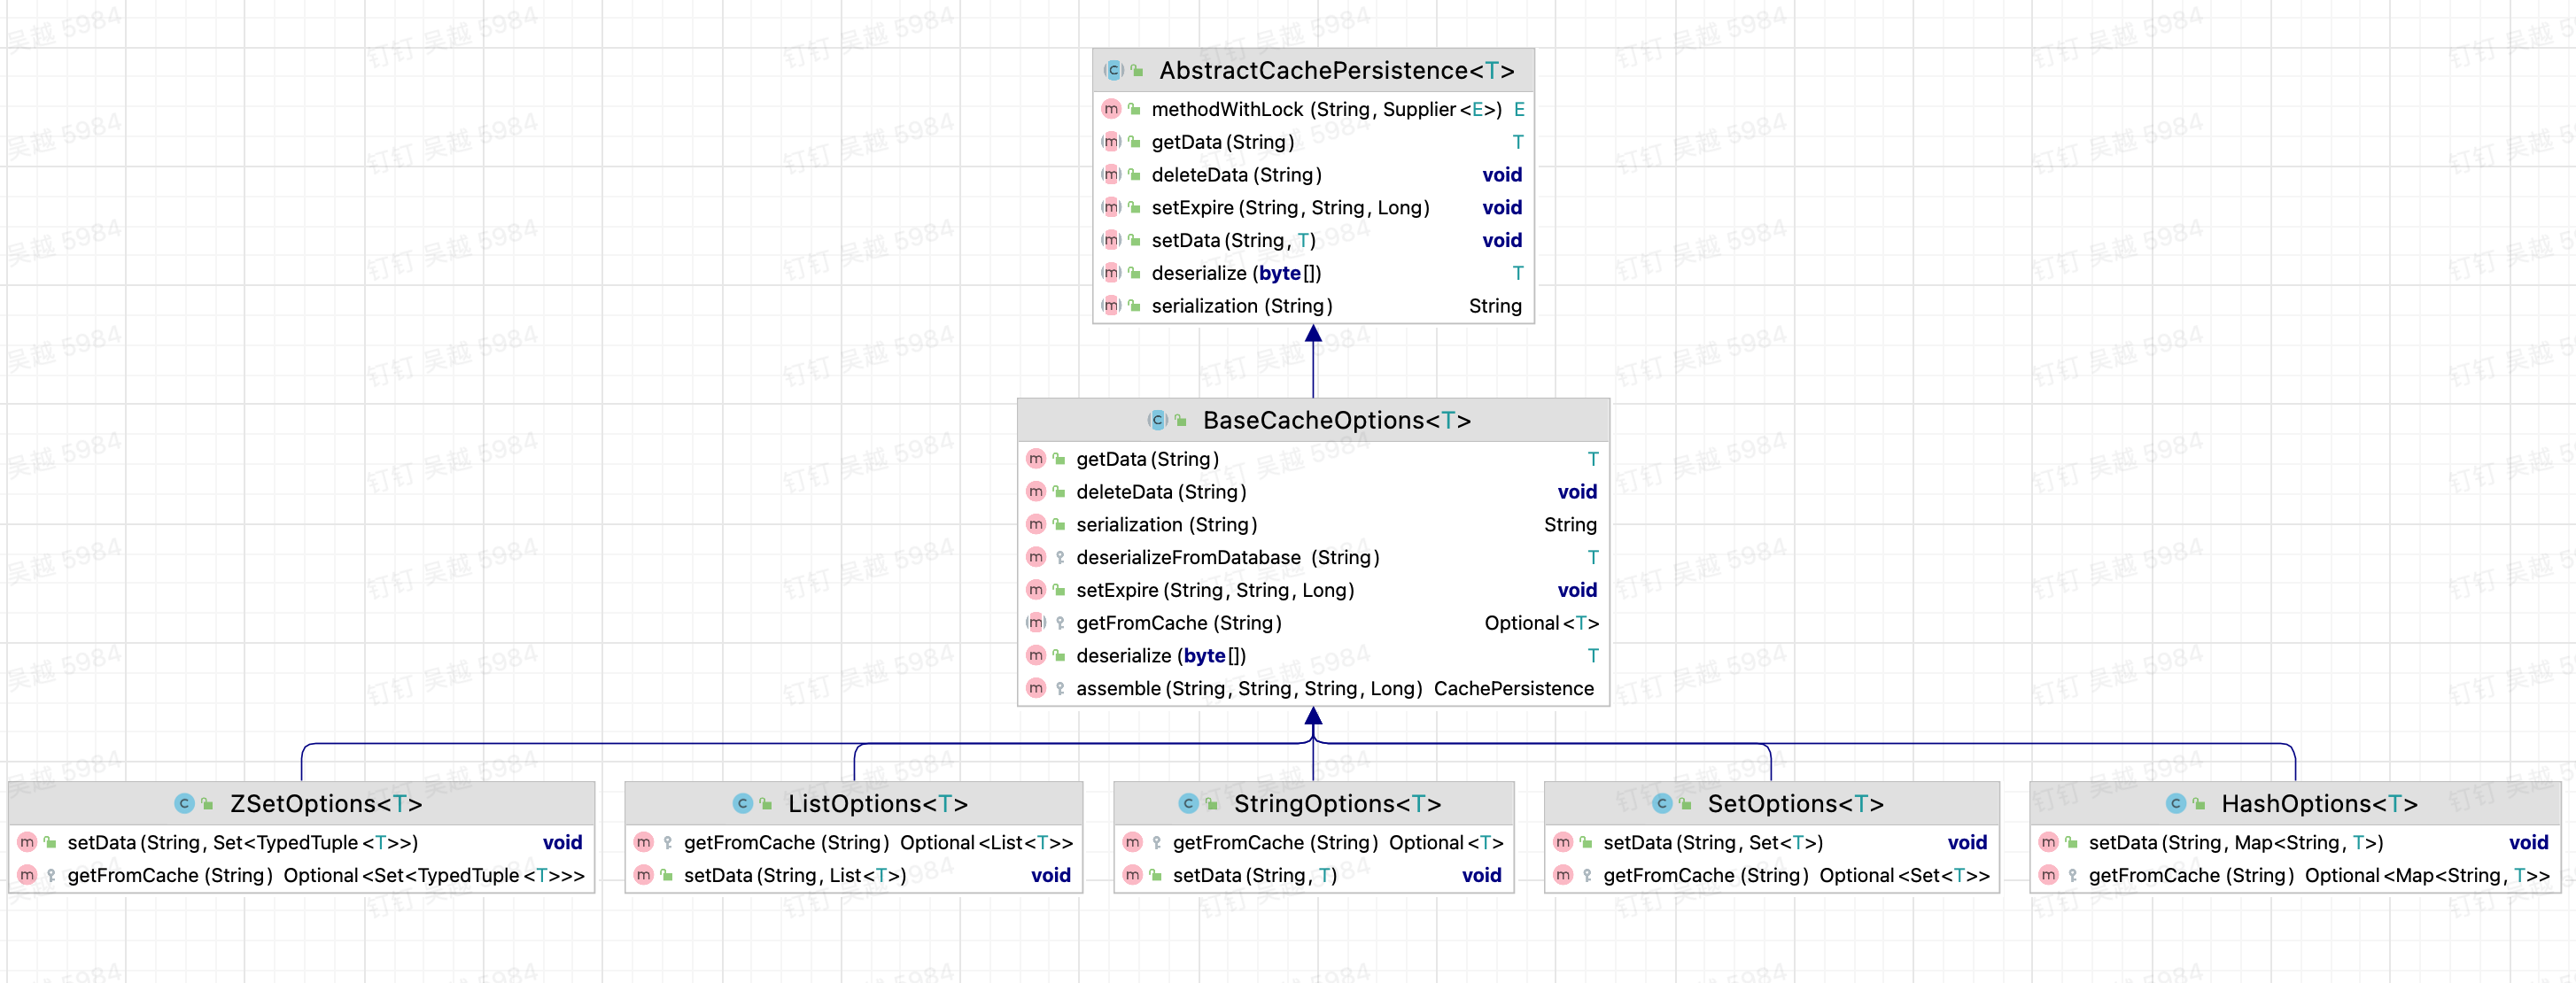 AbstractCachePersistence<T>
methodWithLock (String, Supplier<E>) E
getData(String) T
deleteData (String) void
setExpire (String, String, Long) void
setData (String, T) void
deserialize (byte[]) T
serialization (String) String
BaseCacheOptions<T>
getData(String) T
deleteData (String) void
serialization (String) String
deserializeFromDatabase (String) T
setExpire (String, String, Long) void
getFromCache (String) Optional<T>
deserialize (byte[]) T
assemble (String, String, String, Long) CachePersistence
ZSetOptions<T>
setData (String, Set<TypedTuple<T>>) void
getFromCache (String) Optional<Set<TypedTuple<T>>>
ListOptions<T>
getFromCache (String) Optional<List<T>>
setData (String, List<T>) void
StringOptions<T>
getFromCache (String) Optional<T>
setData (String, T) void
SetOptions<T>
setData (String, Set<T>) void
getFromCache (String) Optional<Set<T>>
HashOptions<T>
setData (String, Map<String, T>) void
getFromCache (String) Optional<Map<String, T>>
钉钉 吴越 5984